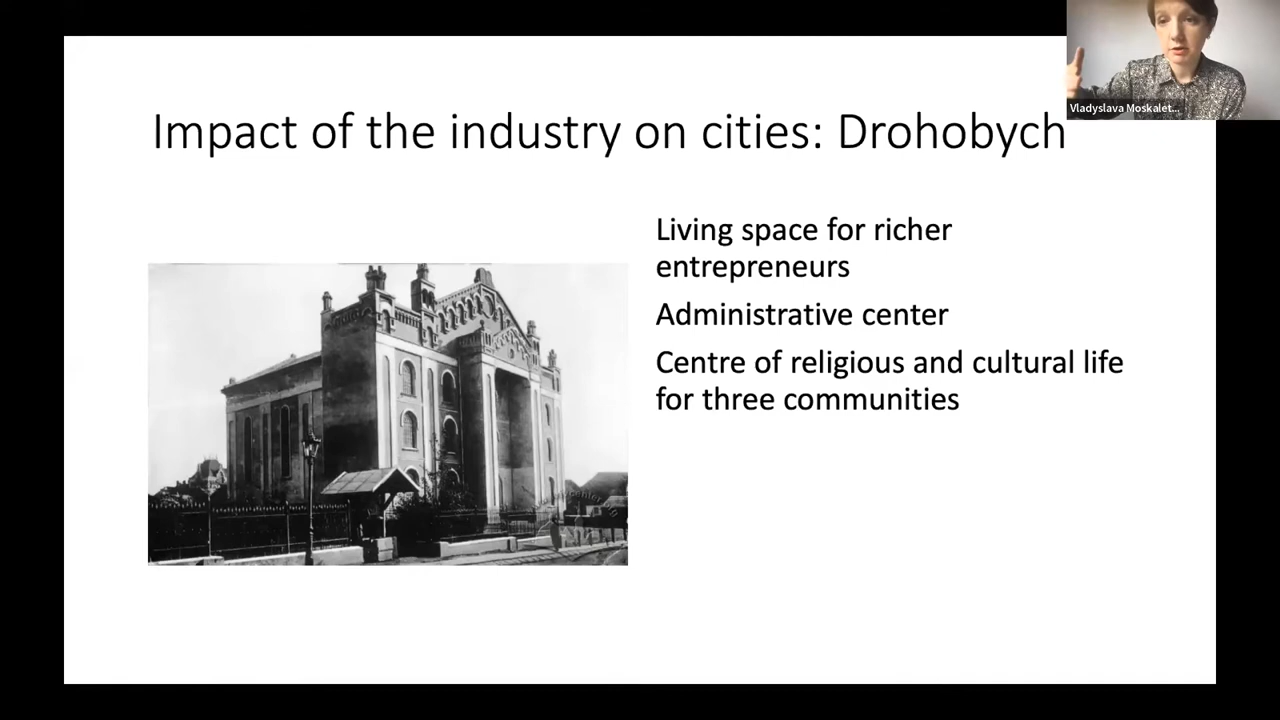 Impact of the industry on cities: Drohobych
Vladyslava Moskalet...
Living space for richer
entrepreneurs
Administrative center
Centre of religious and cultural life
for three communities